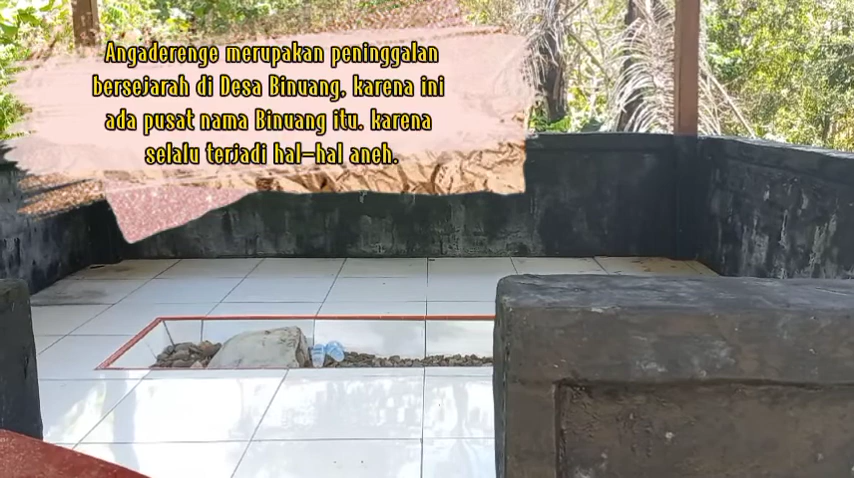 Angaderenge merupakan peninggalan
bersejarah di Desa Binuang, karena ini
ada pusat nama Binuang itu. karena
selalu terjadi hal-hal aneh.